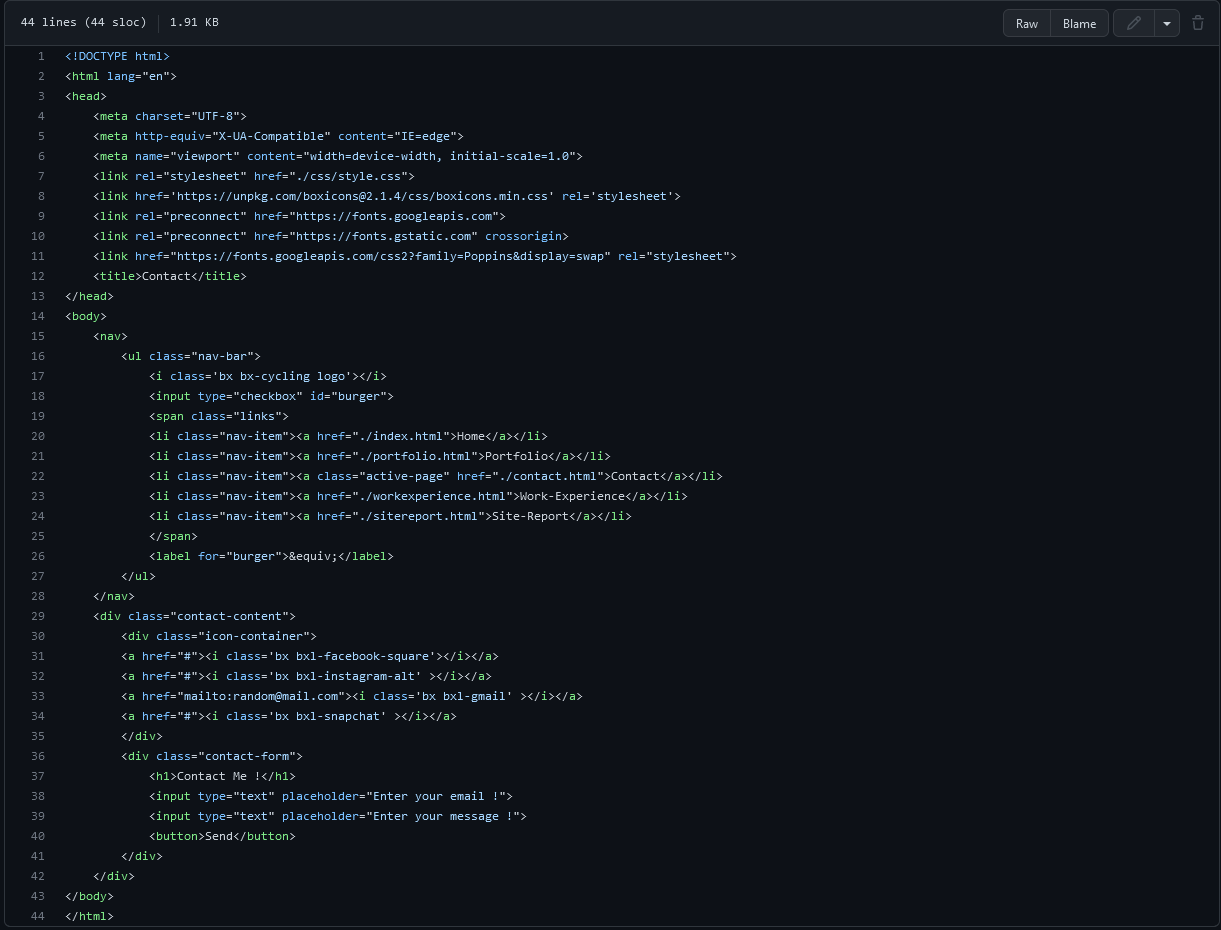 44 lines (44 sloc) 1.91 KB Raw Blame
1 <!DOCTYPE html>
2 <html lang="en">
3 <head>
4 <meta charset="UTF-8">
5 <meta http-equiv="X-UA-Compatible" content="IE=edge">
6 <meta name="viewport" content="width=device-width, initial-scale=1.0">
7 <link rel="stylesheet" href="./css/style.css">
8 <link href='https://unpkg.com/boxicons@2.1.4/css/boxicons.min.css' rel='stylesheet'>
9 <link rel="preconnect" href="https://fonts.googleapis.com">
10 <link rel="preconnect" href="https://fonts.gstatic.com" crossorigin>
11 <link href="https://fonts.googleapis.com/css2?family=Poppins&display=swap" rel="stylesheet">
12 <title>Contact</title>
13 </head>
14 <body>
15 <nav>
16 <ul class="nav-bar">
17 <i class='bx bx-cycling logo'></i>
18 <input type="checkbox" id="burger">
19 <span class="links">
20 <li class="nav-item"><a href="./index.html">Home</a></li>
21 <li class="nav-item"><a href="./portfolio.html">Portfolio</a></li>
22 <li class="nav-item"><a class="active-page" href="./contact.html">Contact</a></li>
23 <li class="nav-item"><a href="./workexperience.html">Work-Experience</a></li>
24 <li class="nav-item"><a href="./sitereport.html">Site-Report</a></li>
25 </span>
26 <label for="burger">&equiv;</label>
27 </ul>
28 </nav>
29 <div class="contact-content">
30 <div class="icon-container">
31 <a href="#"><i class='bx bxl-facebook-square'></i></a>
32 <a href="#"><i class='bx bxl-instagram-alt' ></i></a>
33 <a href="mailto:random@mail.com"><i class='bx bxl-gmail' ></i></a>
34 <a href="#"><i class='bx bxl-snapchat' ></i></a>
35 </div>
36 <div class="contact-form">
37 <h1>Contact Me !</h1>
38 <input type="text" placeholder="Enter your email !">
39 <input type="text" placeholder="Enter your message !">
40 <button>Send</button>
41 </div>
42 </div>
43 </body>
44 </html>